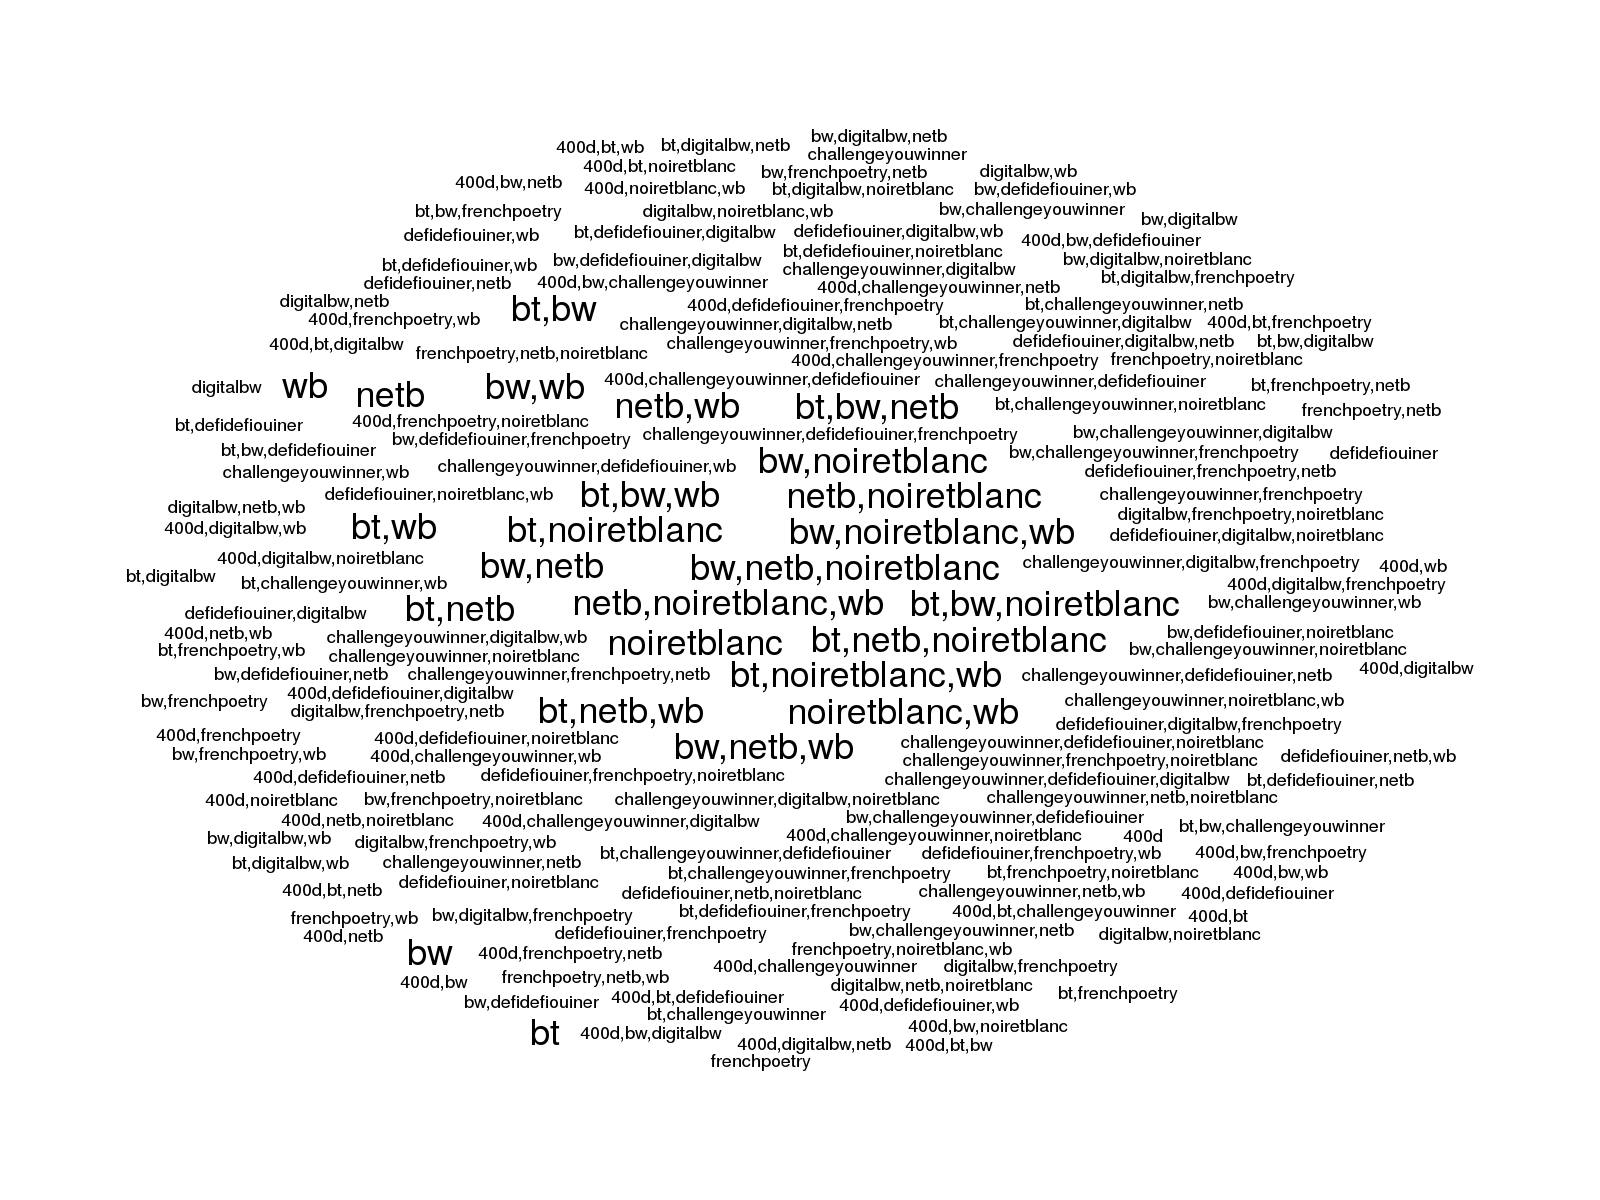 bw,digitalbw,netb
400d,bt,wb bt,digitalbw,netb
challengeyouwinner
400d,bt,noiretblanc
bw,frenchpoetry,netb digitalbw,wb
400d,bw,netb 400d,noiretblanc,wb bt,digitalbw,noiretblanc bw,defidefiouiner,wb
bt,bw,frenchpoetry digitalbw,noiretblanc,wb bw,challengeyouwinner
bw,digitalbw
defidefiouiner,wb bt,defidefiouiner,digitalbw defidefiouiner,digitalbw,wb
400d,bw,defidefiouiner
bt,defidefiouiner,noiretblanc
bt,defidefiouiner,wb bw,defidefiouiner,digitalbw bw,digitalbw,noiretblanc
challengeyouwinner,digitalbw
defidefiouiner,netb 400d,bw,challengeyouwinner bt,digitalbw,frenchpoetry
400d,challengeyouwinner,netb
digitalbw,netb bt,bw 400d,defidefiouiner,frenchpoetry bt,challengeyouwinner,netb
400d,frenchpoetry,wb challengeyouwinner,digitalbw,netb bt,challengeyouwinner,digitalbw 400d,bt,frenchpoetry
400d,bt,digitalbw challengeyouwinner,frenchpoetry,wb defidefiouiner,digitalbw,netb bt,bw,digitalbw
frenchpoetry,netb,noiretblanc 400d,challengeyouwinner,frenchpoetry frenchpoetry,noiretblanc
digitalbw wb netb bw,wb 400d,challengeyouwinner,defidefiouiner challengeyouwinner,defidefiouiner bt,frenchpoetry,netb
netb,wb bt,bw,netb bt,challengeyouwinner,noiretblanc frenchpoetry,netb
bt,defidefiouiner 400d,frenchpoetry,noiretblanc
bw,defidefiouiner,frenchpoetry challengeyouwinner,defidefiouiner,frenchpoetry bw,challengeyouwinner,digitalbw
bt,bw,defidefiouiner bw,noiretblanc bw,challengeyouwinner,frenchpoetry defidefiouiner
challengeyouwinner,wb challengeyouwinner,defidefiouiner,wb defidefiouiner,frenchpoetry,netb
defidefiouiner,noiretblanc,wb bt,bw,wb netb,noiretblanc challengeyouwinner,frenchpoetry
digitalbw,netb,wb digitalbw,frenchpoetry,noiretblanc
400d,digitalbw,wb bt,wb bt,noiretblanc bw,noiretblanc,wb defidefiouiner,digitalbw,noiretblanc
400d,digitalbw,noiretblanc bw,netb bw,netb,noiretblanc challengeyouwinner,digitalbw,frenchpoetry 400d,wb
bt,digitalbw bt,challengeyouwinner,wb 400d,digitalbw,frenchpoetry
defidefiouiner,digitalbw bt,netb netb,noiretblanc,wb bt,bw,noiretblanc bw,challengeyouwinner,wb
400d,netb,wb challengeyouwinner,digitalbw,wb noiretblanc bt,netb,noiretblanc bw,defidefiouiner,noiretblanc
bt,frenchpoetry,wb challengeyouwinner,noiretblanc bw,challengeyouwinner,noiretblanc
bw,defidefiouiner,netb challengeyouwinner,frenchpoetry,netb bt,noiretblanc,wb challengeyouwinner,defidefiouiner,netb 400d,digitalbw
bw,frenchpoetry 400d,defidefiouiner,digitalbw challengeyouwinner,noiretblanc,wb
digitalbw,frenchpoetry,netb bt,netb,wb noiretblanc,wb defidefiouiner,digitalbw,frenchpoetry
400d,frenchpoetry 400d,defidefiouiner,noiretblanc challengeyouwinner,defidefiouiner,noiretblanc
bw,frenchpoetry,wb 400d,challengeyouwinner,wb bw,netb,wb challengeyouwinner,frenchpoetry,noiretblanc defidefiouiner,netb,wb
400d,defidefiouiner,netb defidefiouiner,frenchpoetry,noiretblanc challengeyouwinner,defidefiouiner,digitalbw bt,defidefiouiner,netb
400d,noiretblanc bw,frenchpoetry,noiretblanc challengeyouwinner,digitalbw,noiretblanc challengeyouwinner,netb,noiretblanc
400d,netb,noiretblanc 400d,challengeyouwinner,digitalbw bw,challengeyouwinner,defidefiouiner
bw,digitalbw,wb digitalbw,frenchpoetry,wb 400d,challengeyouwinner,noiretblanc 400d bt,bw,challengeyouwinner
bt,digitalbw,wb challengeyouwinner,netb bt,challengeyouwinner,defidefiouiner defidefiouiner,frenchpoetry,wb 400d,bw,frenchpoetry
bt,challengeyouwinner,frenchpoetry bt,frenchpoetry,noiretblanc 400d,bw,wb
400d,bt,netb defidefiouiner,noiretblanc defidefiouiner,netb,noiretblanc challengeyouwinner,netb,wb 400d,defidefiouiner
frenchpoetry,wb bw,digitalbw,frenchpoetry bt,defidefiouiner,frenchpoetry 400d,bt,challengeyouwinner 400d,bt
400d,netb defidefiouiner,frenchpoetry bw,challengeyouwinner,netb digitalbw,noiretblanc
bw 400d,frenchpoetry,netb frenchpoetry,noiretblanc,wb
400d,challengeyouwinner digitalbw,frenchpoetry
400d,bw frenchpoetry,netb,wb digitalbw,netb,noiretblanc bt,frenchpoetry
bw,defidefiouiner 400d,bt,defidefiouiner 400d,defidefiouiner,wb
bt,challengeyouwinner
bt 400d,bw,digitalbw 400d,bw,noiretblanc
400d,digitalbw,netb 400d,bt,bw
frenchpoetry